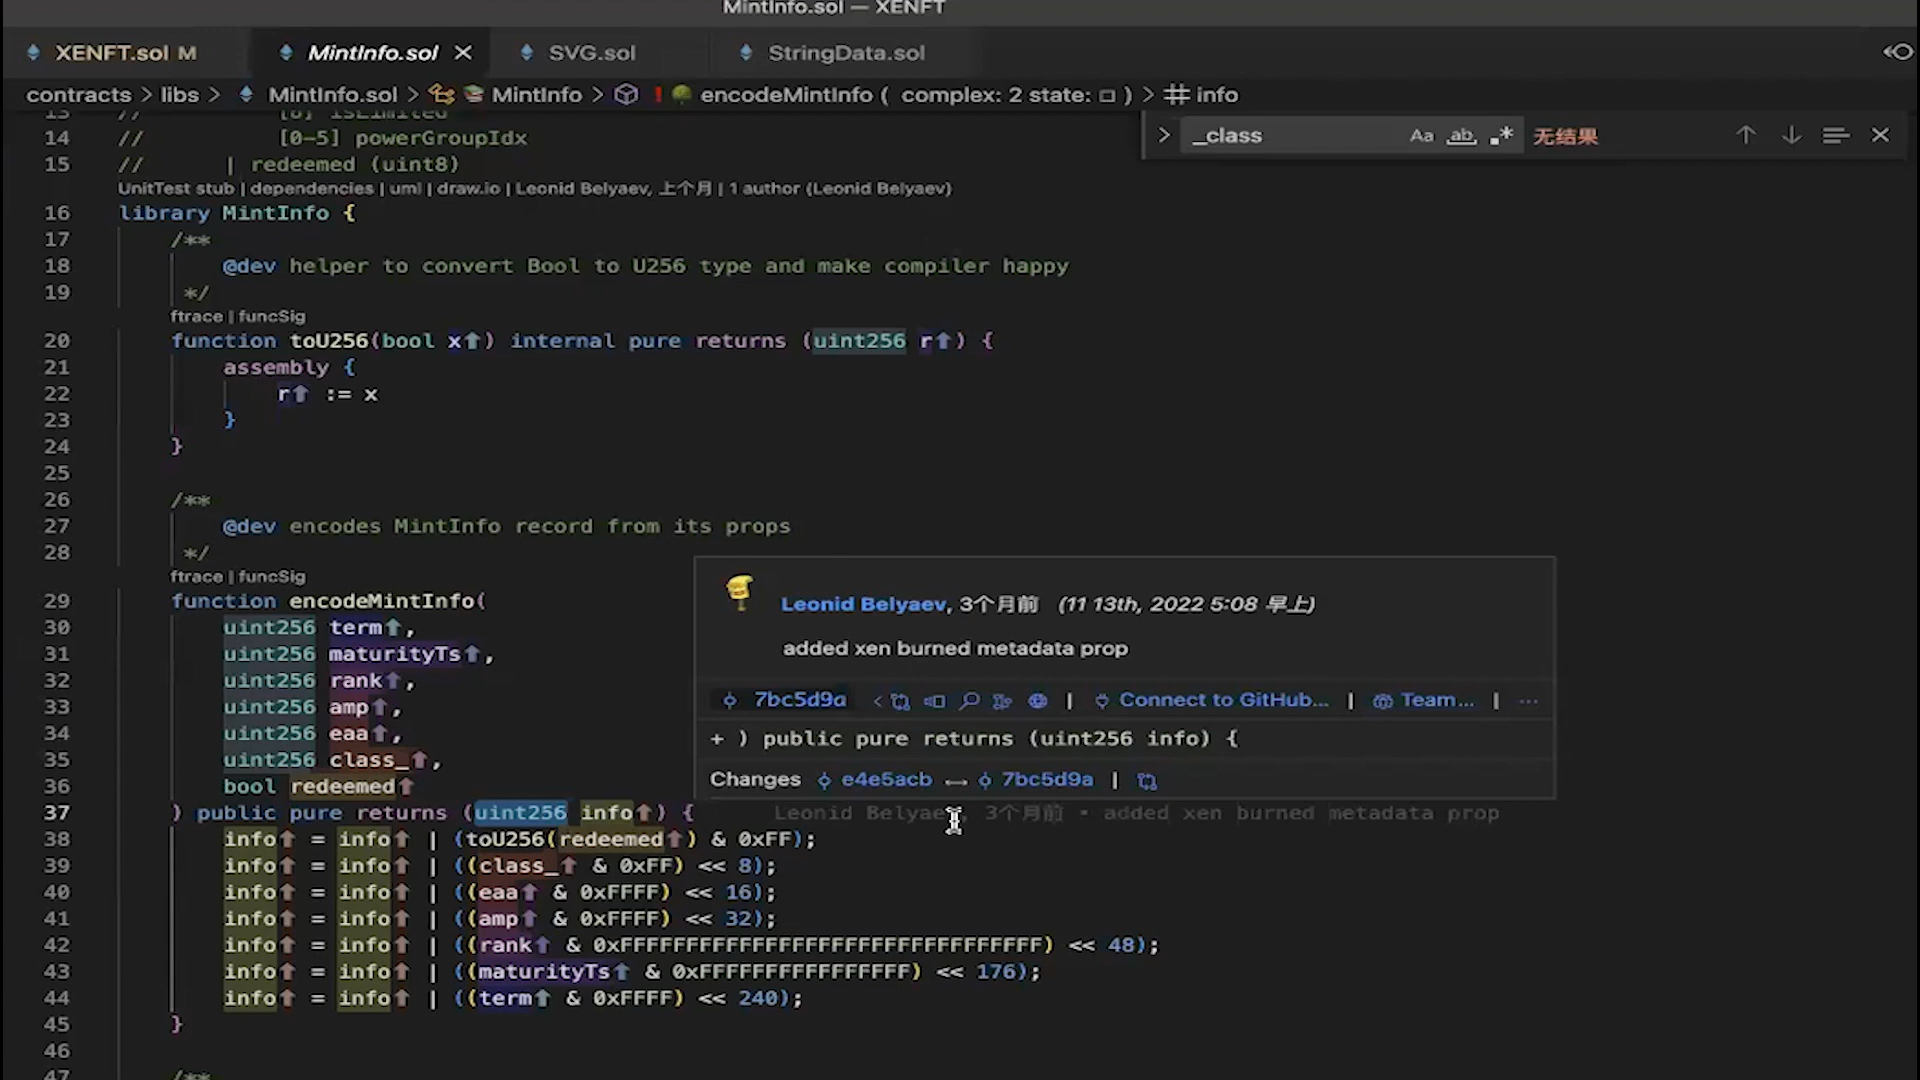 MintInfo.sol — XENFT
XENFT.sol M
MintInfo.sol
SVG.sol
StringData.sol
contracts > libs > MintInfo.sol > MintInfo > encodeMintInfo ( complex: 2 state: □ ) > info
_class Aa ab 无结果
13 // [6] isLimited
14 // [0-5] powerGroupIdx
15 // | redeemed (uint8)
UnitTest stub | dependencies | uml | draw.io | Leonid Belyaev, 上个月 | 1 author (Leonid Belyaev)
16 library MintInfo {
17 /**
18 @dev helper to convert Bool to U256 type and make compiler happy
19 */
ftrace | funcSig
20 function toU256(bool x⬆) internal pure returns (uint256 r⬆) {
21 assembly {
22 r⬆ := x
23 }
24 }
25
26 /**
27 @dev encodes MintInfo record from its props
28 */
ftrace | funcSig
29 function encodeMintInfo(
30 uint256 term⬆,
31 uint256 maturityTs⬆,
32 uint256 rank⬆,
33 uint256 amp⬆,
34 uint256 eaa⬆,
35 uint256 class_⬆,
36 bool redeemed⬆
Leonid Belyaev, 3个月前 (11 13th, 2022 5:08 早上)
added xen burned metadata prop
7bc5d9a | Connect to GitHub... | Team... | ...
+ ) public pure returns (uint256 info) {
Changes e4e5acb ↔ 7bc5d9a |
37 ) public pure returns (uint256 info⬆) { Leonid Belyaev, 3个月前 • added xen burned metadata prop
38 info⬆ = info⬆ | (toU256(redeemed⬆) & 0xFF);
39 info⬆ = info⬆ | ((class_⬆ & 0xFF) << 8);
40 info⬆ = info⬆ | ((eaa⬆ & 0xFFFF) << 16);
41 info⬆ = info⬆ | ((amp⬆ & 0xFFFF) << 32);
42 info⬆ = info⬆ | ((rank⬆ & 0xFFFFFFFFFFFFFFFFFFFFFFFFFFFFFFFF) << 48);
43 info⬆ = info⬆ | ((maturityTs⬆ & 0xFFFFFFFFFFFFFFFF) << 176);
44 info⬆ = info⬆ | ((term⬆ & 0xFFFF) << 240);
45 }
46
47 /**